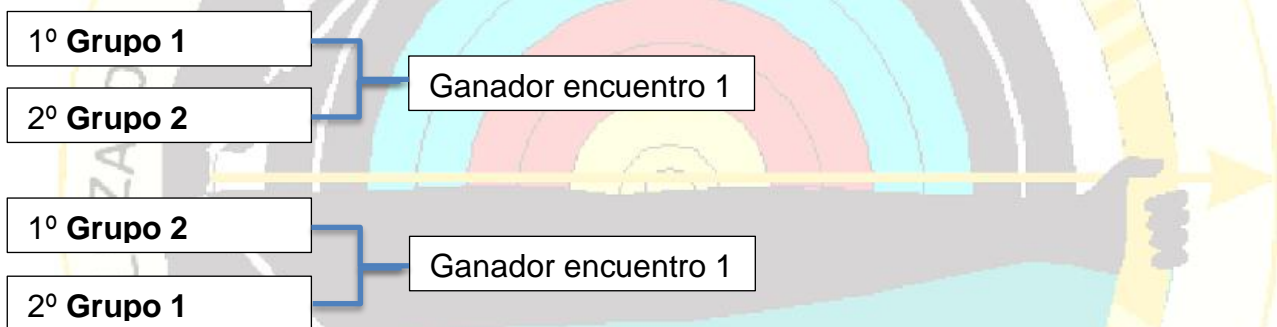 1º Grupo 1
Ganador encuentro 1
2º Grupo 2
1º Grupo 2
Ganador encuentro 1
2º Grupo 1